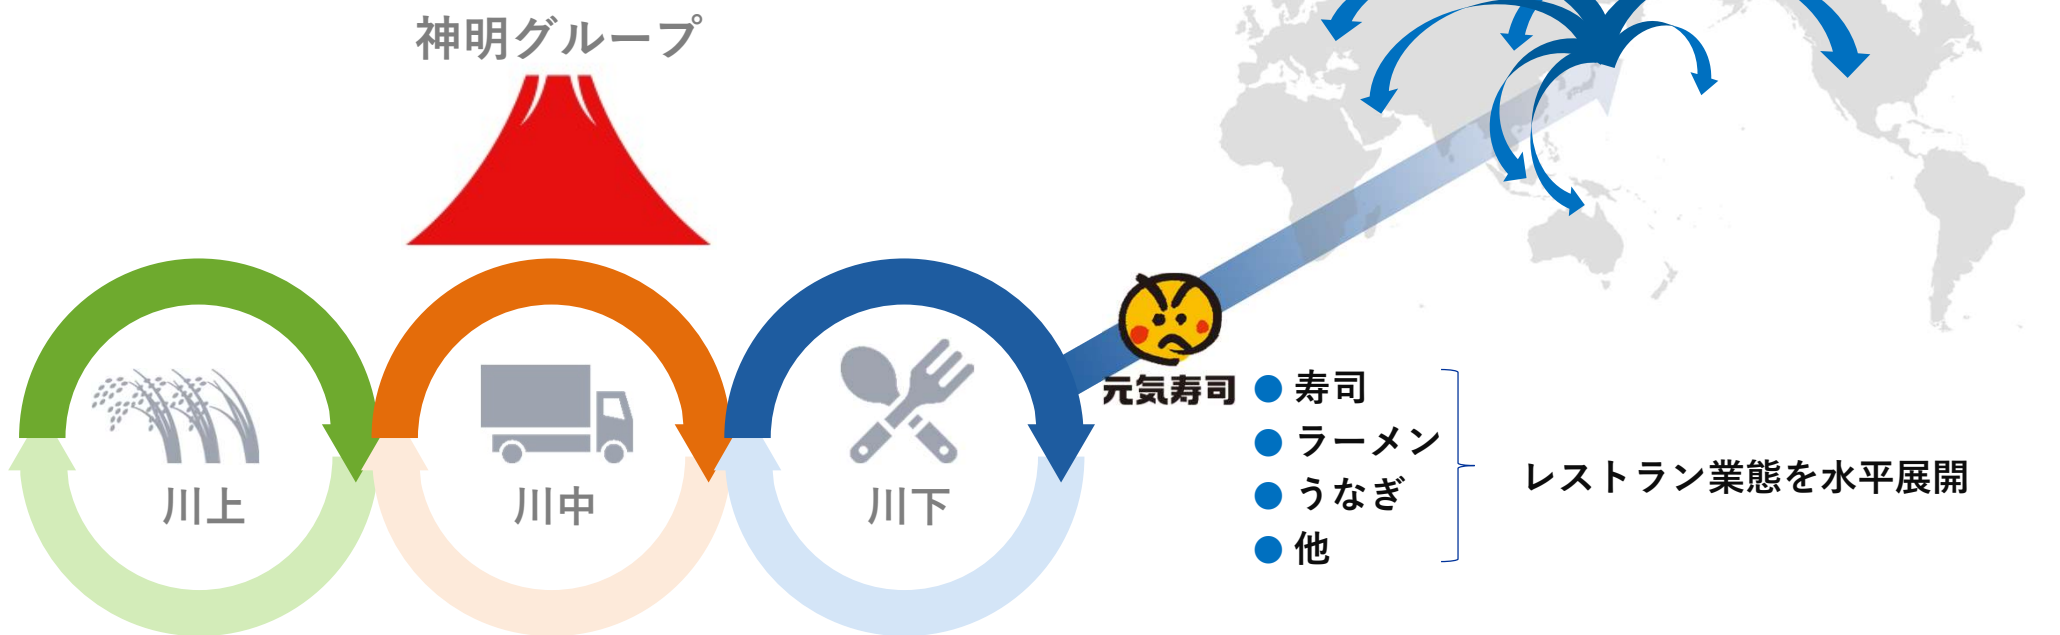 神明グループ
川上
川中
川下
元気寿司
● 寿司
● ラーメン
● うなぎ
● 他
レストラン業態を水平展開